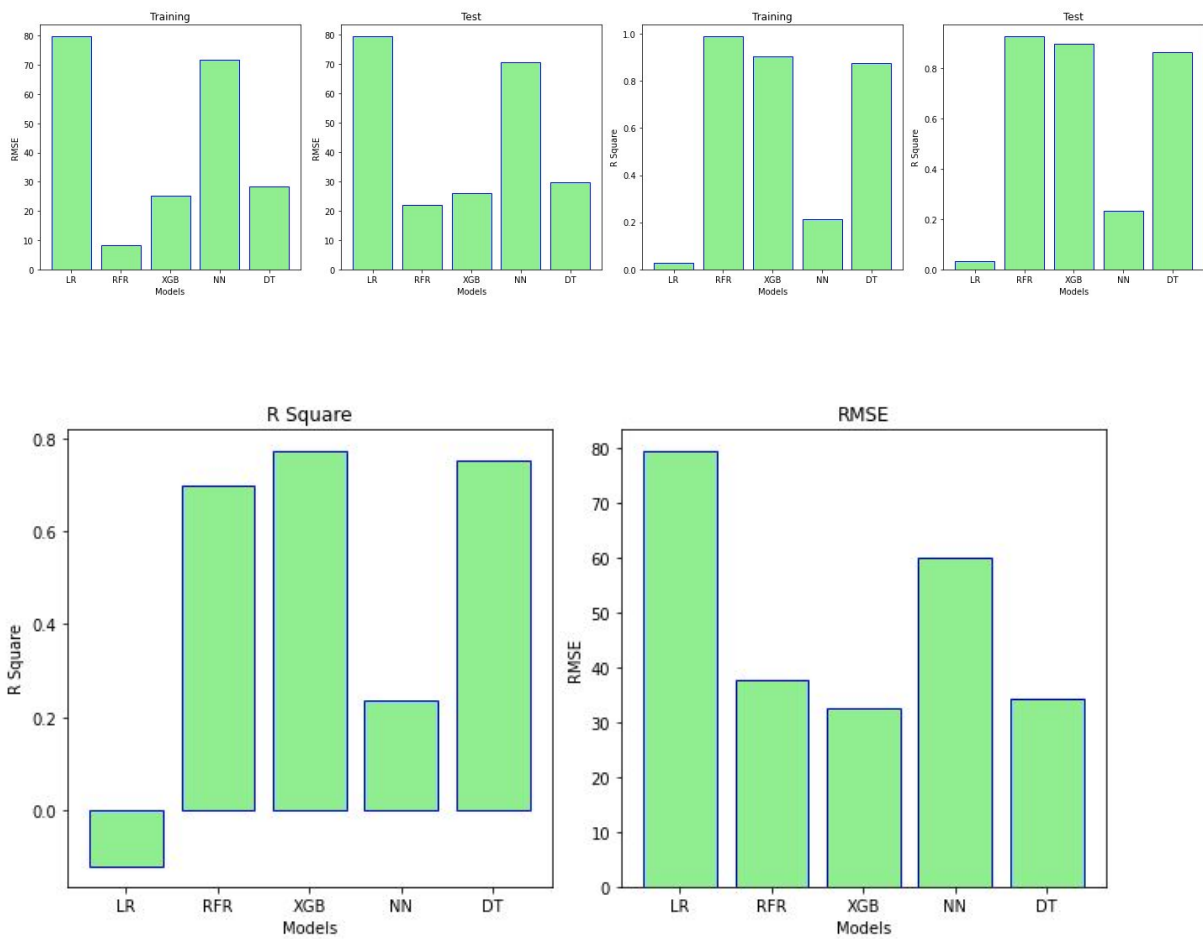 Training
80
70
60
50
40
30
20
10
0
RMSE
LR RFR XGB NN DT
Models
Test
80
70
60
50
40
30
20
10
0
RMSE
LR RFR XGB NN DT
Models
Training
1.0
0.8
0.6
0.4
0.2
0.0
R Square
LR RFR XGB NN DT
Models
Test
0.8
0.6
0.4
0.2
0.0
R Square
LR RFR XGB NN DT
Models
R Square
0.8
0.6
0.4
0.2
0.0
R Square
LR RFR XGB NN DT
Models
RMSE
80
70
60
50
40
30
20
10
0
RMSE
LR RFR XGB NN DT
Models